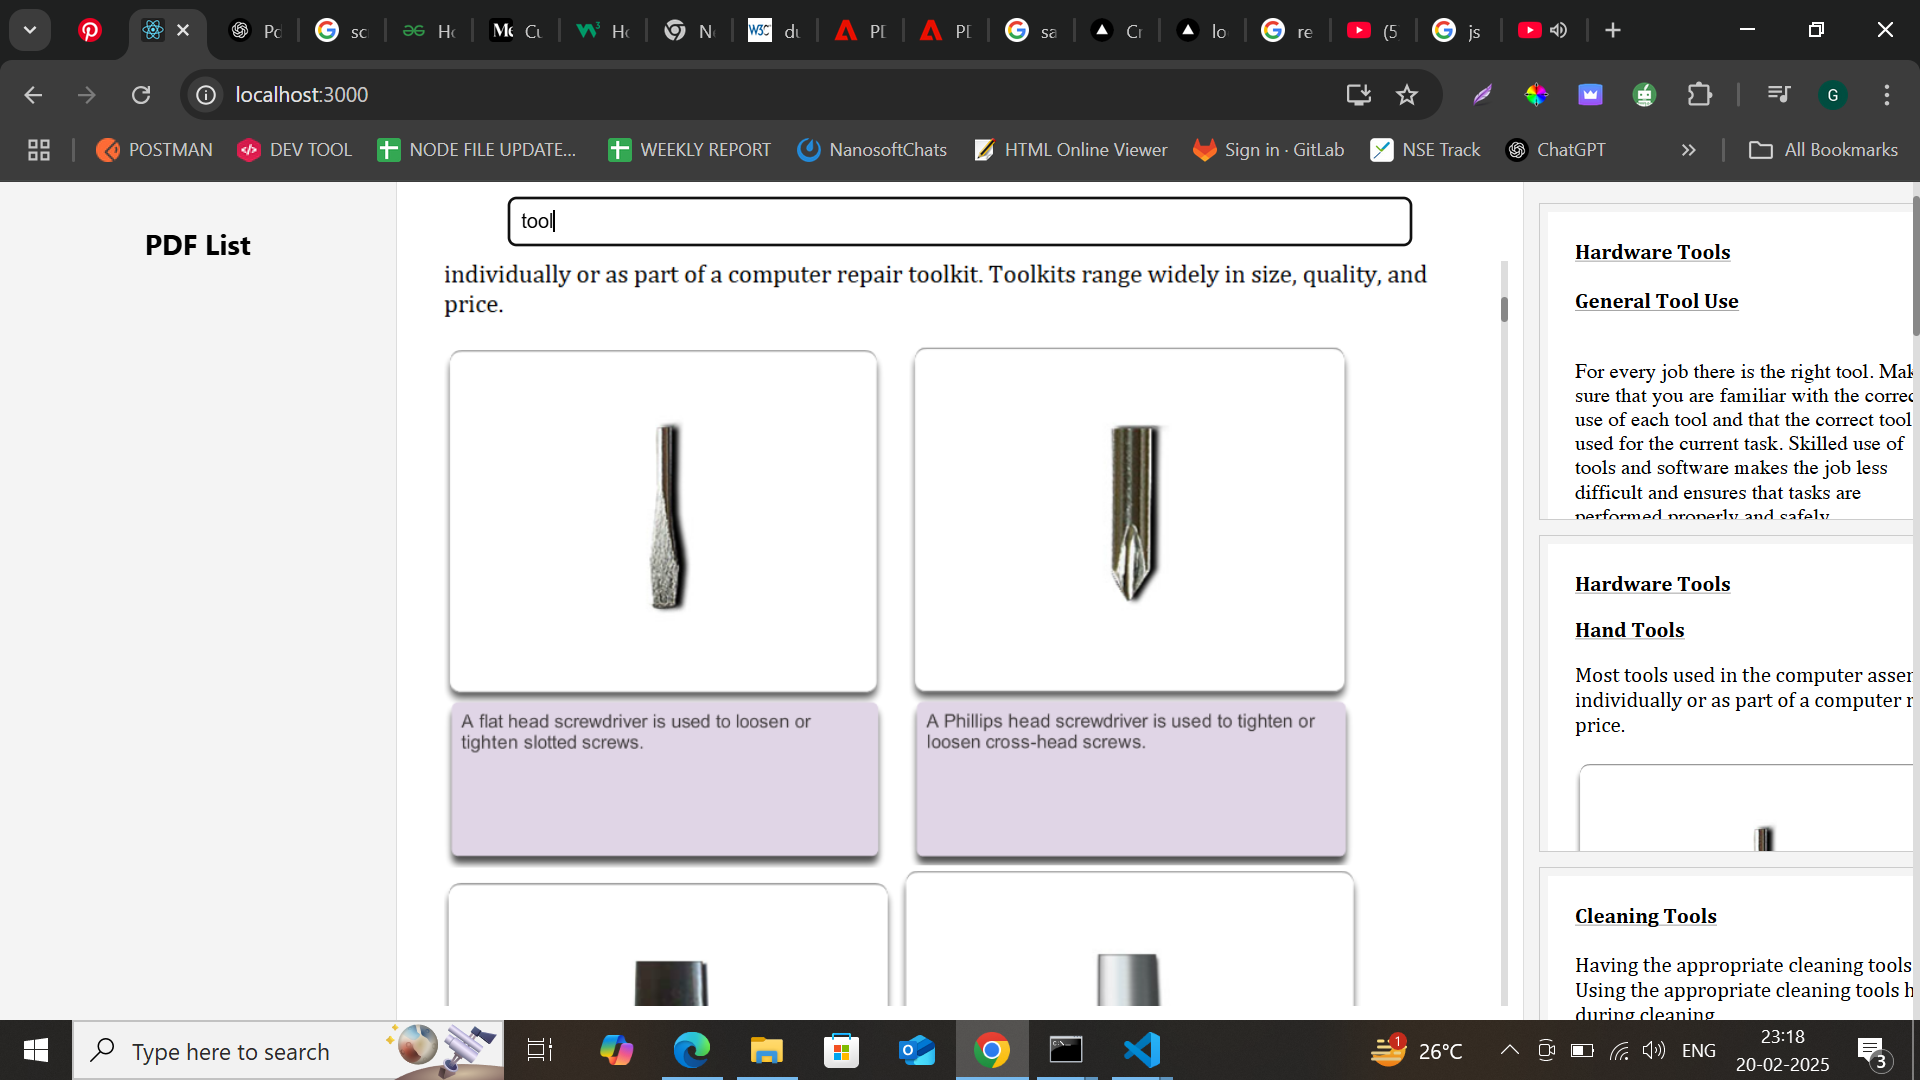 Pd
sc
Ho
Me Cu
Ho
N
W3C du
PD
PD
sa
Cr
lo
re
(5
js
localhost:3000
G
POSTMAN
DEV TOOL
NODE FILE UPDATE...
WEEKLY REPORT
NanosoftChats
HTML Online Viewer
Sign in · GitLab
NSE Track
ChatGPT
»
All Bookmarks
PDF List
tool
individually or as part of a computer repair toolkit. Toolkits range widely in size, quality, and
price.
A flat head screwdriver is used to loosen or
tighten slotted screws.
A Phillips head screwdriver is used to tighten or
loosen cross-head screws.
Hardware Tools
General Tool Use
For every job there is the right tool. Mak
sure that you are familiar with the correc
use of each tool and that the correct tool
used for the current task. Skilled use of
tools and software makes the job less
difficult and ensures that tasks are
performed properly and safely
Hardware Tools
Hand Tools
Most tools used in the computer assem
individually or as part of a computer r
price.
Cleaning Tools
Having the appropriate cleaning tools
Using the appropriate cleaning tools h
during cleaning
Type here to search
1
26°C
ENG
23:18
20-02-2025
3